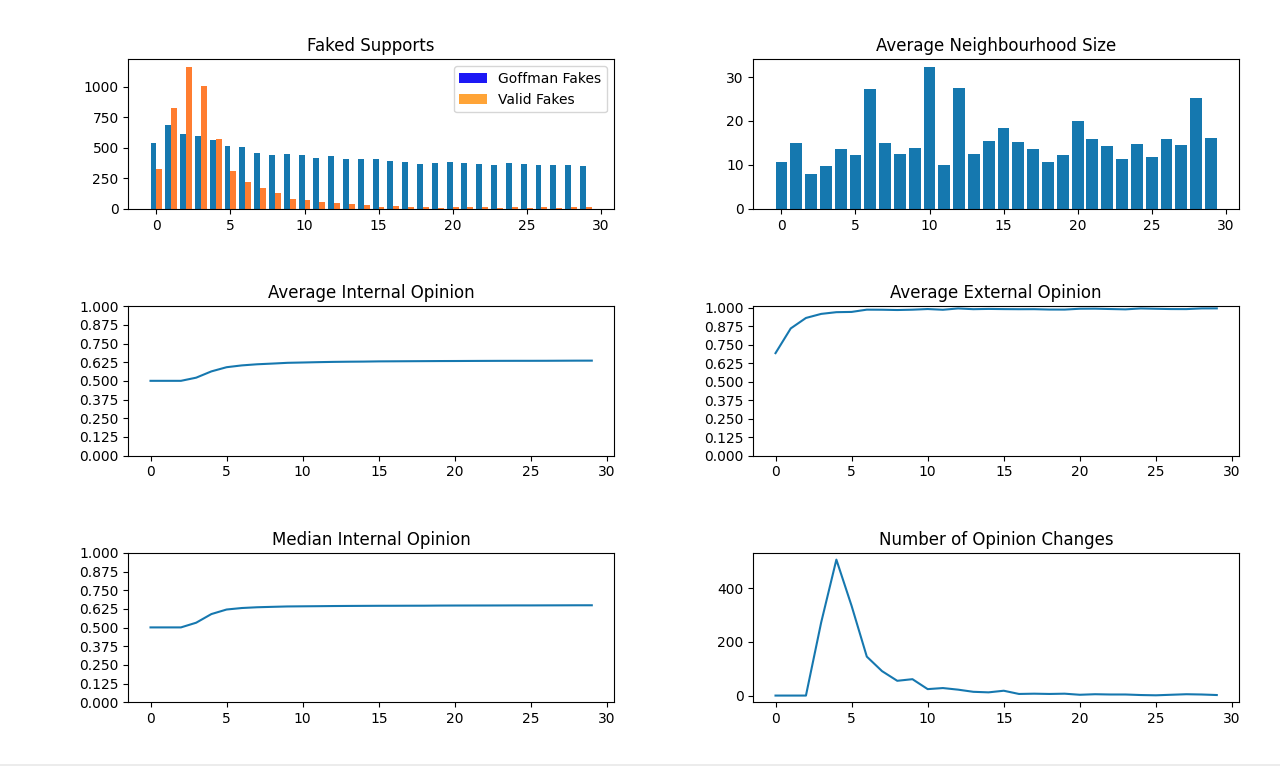 Faked Supports
1000
750
500
250
0
Goffman Fakes
Valid Fakes
0 5 10 15 20 25 30
Average Neighbourhood Size
30
20
10
0
0 5 10 15 20 25 30
Average Internal Opinion
1.000
0.875
0.750
0.625
0.500
0.375
0.250
0.125
0.000
0 5 10 15 20 25 30
Average External Opinion
1.000
0.875
0.750
0.625
0.500
0.375
0.250
0.125
0.000
0 5 10 15 20 25 30
Median Internal Opinion
1.000
0.875
0.750
0.625
0.500
0.375
0.250
0.125
0.000
0 5 10 15 20 25 30
Number of Opinion Changes
400
200
0
0 5 10 15 20 25 30